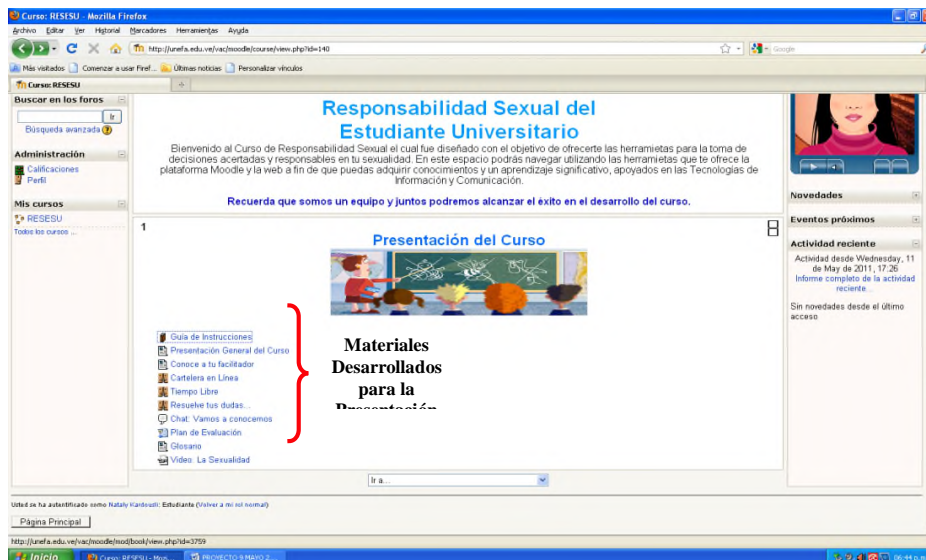 Curso: RESESU - Mozilla Firefox
Archivo Editar Ver Historial Marcadores Herramientas Ayuda
http://unefa.edu.ve/vac/moodle/course/view.php?id=140
Google
Más visitados Comenzar a usar Firef... Últimas noticias Personalizar vínculos
Curso: RESESU
Buscar en los foros
Ir
Búsqueda avanzada
Administración
Calificaciones
Perfil
Mis cursos
RESESU
Todos los cursos ...
Responsabilidad Sexual del
Estudiante Universitario
Bienvenido al Curso de Responsabilidad Sexual el cual fue diseñado con el objetivo de ofrecerte las herramietas para la toma de
decisiones acertadas y responsables en tu sexualidad. En este espacio podrás navegar utilizando las herramietas que te ofrece la
plataforma Moodle y la web a fin de que puedas adquirir conocimientos y un aprendizaje significativo, apoyados en las Tecnologías de
Información y Comunicación.
Recuerda que somos un equipo y juntos podremos alcanzar el éxito en el desarrollo del curso.
1
Presentación del Curso
Guía de Instrucciones
Presentación General del Curso
Conoce a tu facilitador
Cartelera en Línea
Tiempo Libre
Resuelve tus dudas...
Chat: Vamos a conocernos
Plan de Evaluación
Glosario
Video: La Sexualidad
Materiales
Desarrollados
para la
Presentación
Ir a...
Novedades
Eventos próximos
Actividad reciente
Actividad desde Wednesday, 11
de May de 2011, 17:26
Informe completo de la actividad
reciente...
Sin novedades desde el último
acceso
Usted se ha autentificado como Nataly Kardousli: Estudiante (Volver a mi rol normal)
Página Principal
http://unefa.edu.ve/vac/moodle/mod/book/view.php?id=3759
Inicio
Curso: RESESU - Mozi...
PROYECTO 9 MAYO 2...
06:44 p.m.